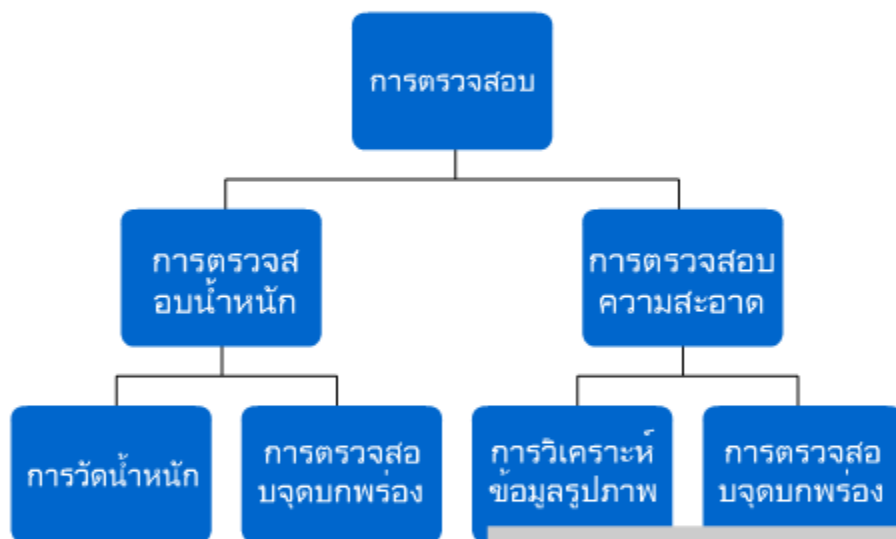 การตรวจสอบ
การตรวจส
อบน้ำหนัก
การตรวจสอบ
ความสะอาด
การวัดน้ำหนัก
การตรวจสอ
บจุดบกพร่อง
การวิเคราะห์
ข้อมูลรูปภาพ
การตรวจสอ
บจุดบกพร่อง